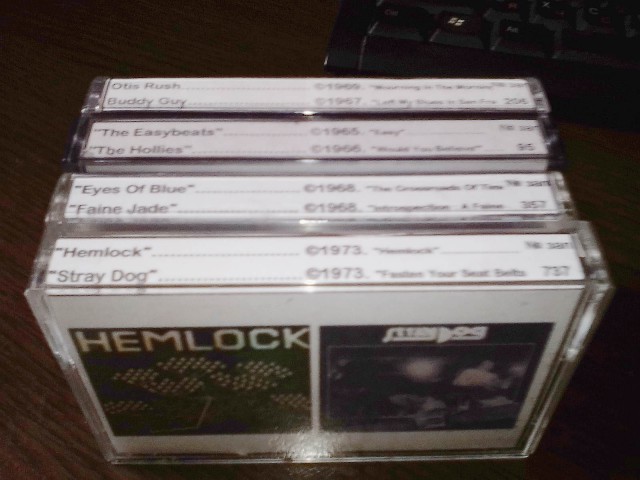 Otis Rush................................©1969. "Mourning In The Mornin"
Buddy Guy..............................©1967. "Left My Blues In San Fra 206
"The Easybeats"....................©1965. "Easy"
"The Hollies"..........................©1966. "Would You Believe" 95
"Eyes Of Blue"......................©1968. "The Crossroads Of Time
"Faine Jade"..........................©1968. "Introspection: A Faine 357
"Hemlock"............................. ©1973. "Hemlock"
"Stray Dog"............................ ©1973. "Fasten Your Seat Belts 737
HEMLOCK